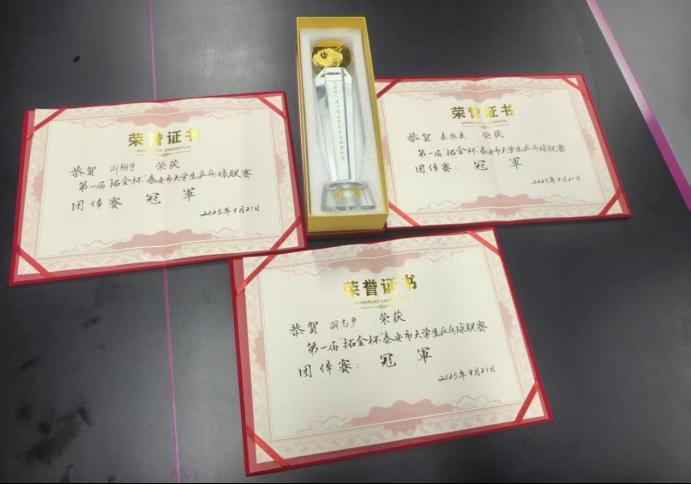 荣誉证书
恭贺 荣获
第一届拓金杯泰安市大学生乒乓球联赛
团体赛 冠 軍
2025年9月21日
荣誉证书
恭贺 荣获
第一届拓金杯泰安市大学生乒乓球联赛
团体赛: 冠 軍
2025年9月21日
荣誉证书
恭贺 荣获
第一届拓金杯泰安市大学生乒乓球联赛
团体赛: 冠 軍
2025年9月21日